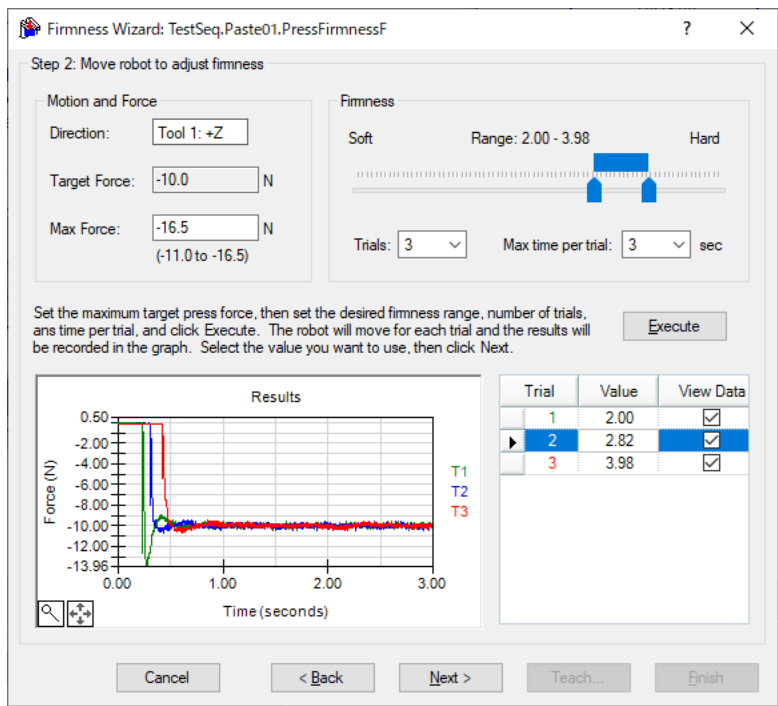 Firmness Wizard: TestSeq.Paste01.PressFirmnessF ?
Step 2: Move robot to adjust firmness
Motion and Force
Direction: Tool 1: +Z
Target Force: -10.0 N
Max Force: -16.5 N
(-11.0 to -16.5)
Firmness
Soft Range: 2.00 - 3.98 Hard
Trials: 3 Max time per trial: 3 sec
Set the maximum target press force, then set the desired firmness range, number of trials,
ans time per trial, and click Execute. The robot will move for each trial and the results will
be recorded in the graph. Select the value you want to use, then click Next.
Execute
Results
0.50
-2.00
-4.00
-6.00
-8.00
-10.00
-12.00
-13.96
Force (N)
0.00 1.00 2.00 3.00
Time (seconds)
T1
T2
T3
Trial Value View Data
1 2.00
2 2.82
3 3.98
Cancel < Back Next > Teach... Finish